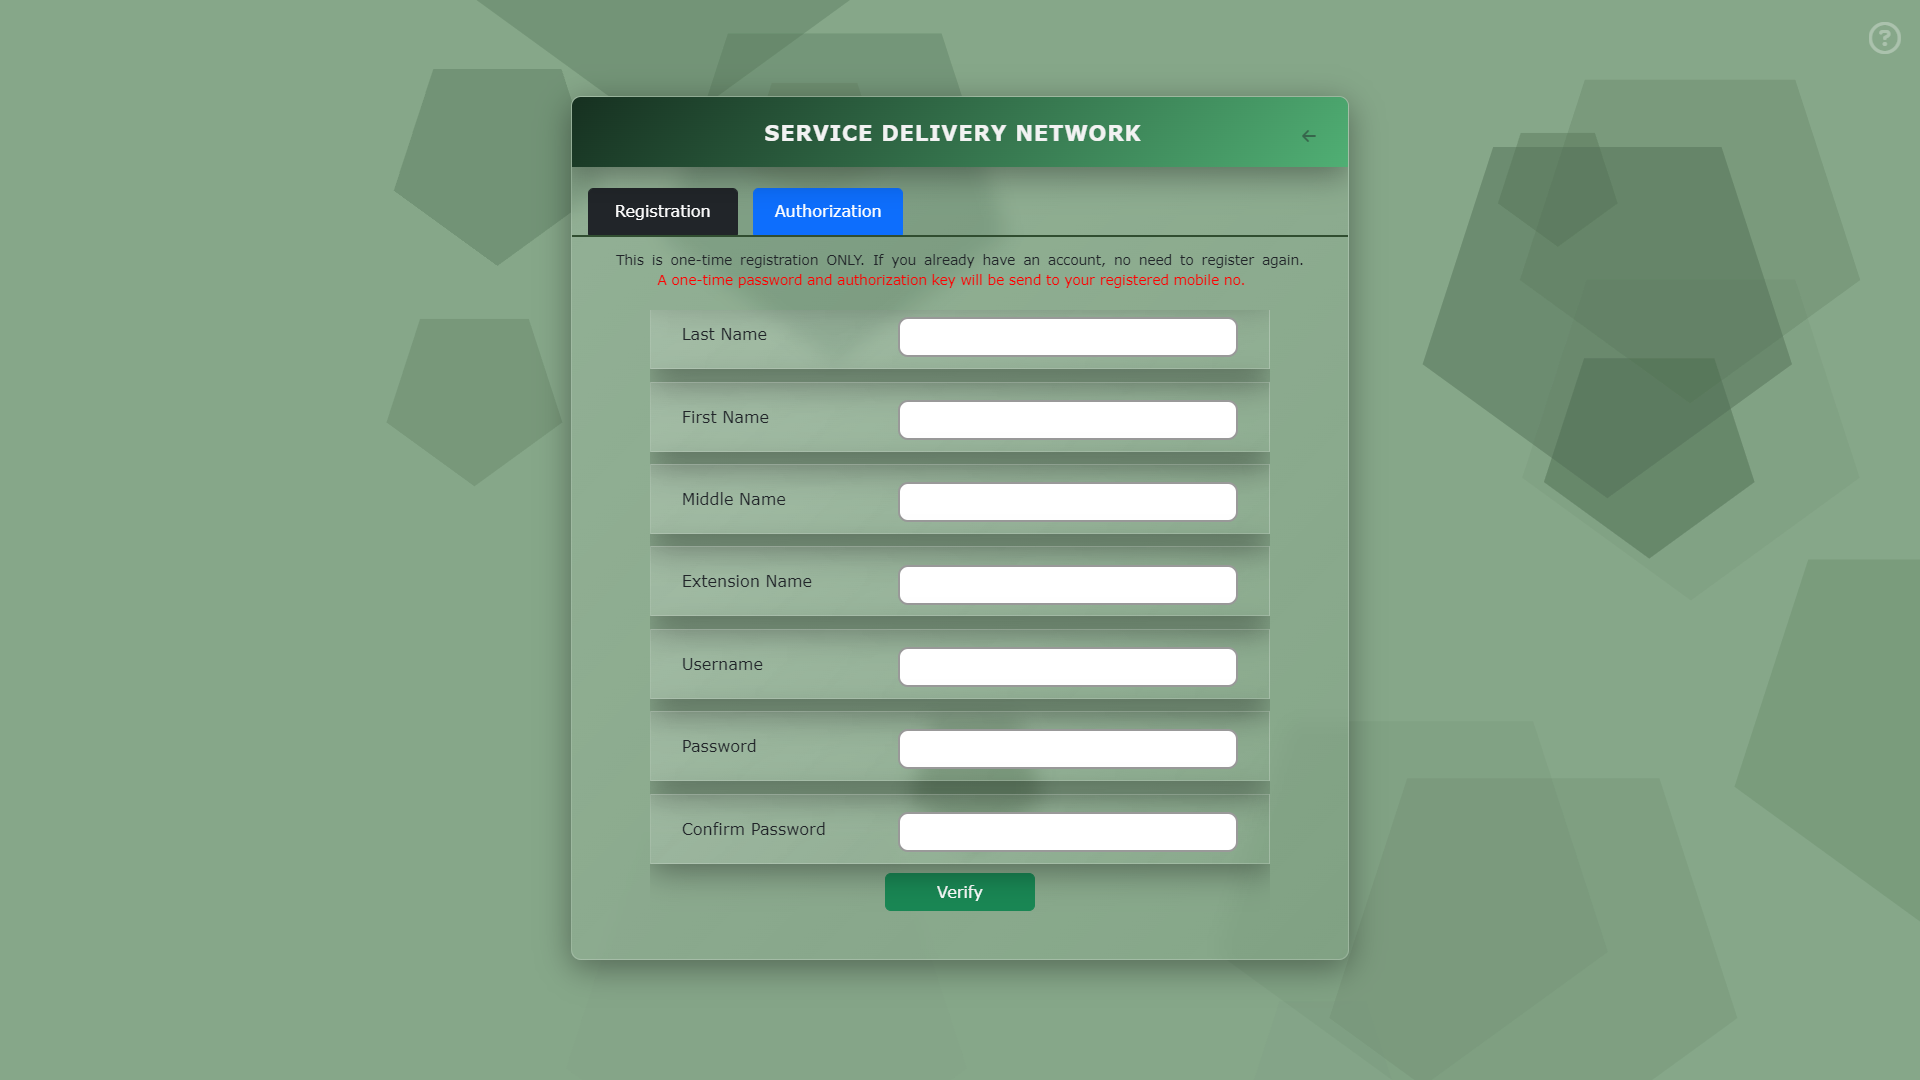 SERVICE DELIVERY NETWORK
Registration
Authorization
This is one-time registration ONLY. If you already have an account, no need to register again.
A one-time password and authorization key will be send to your registered mobile no.
Last Name
First Name
Middle Name
Extension Name
Username
Password
Confirm Password
Verify